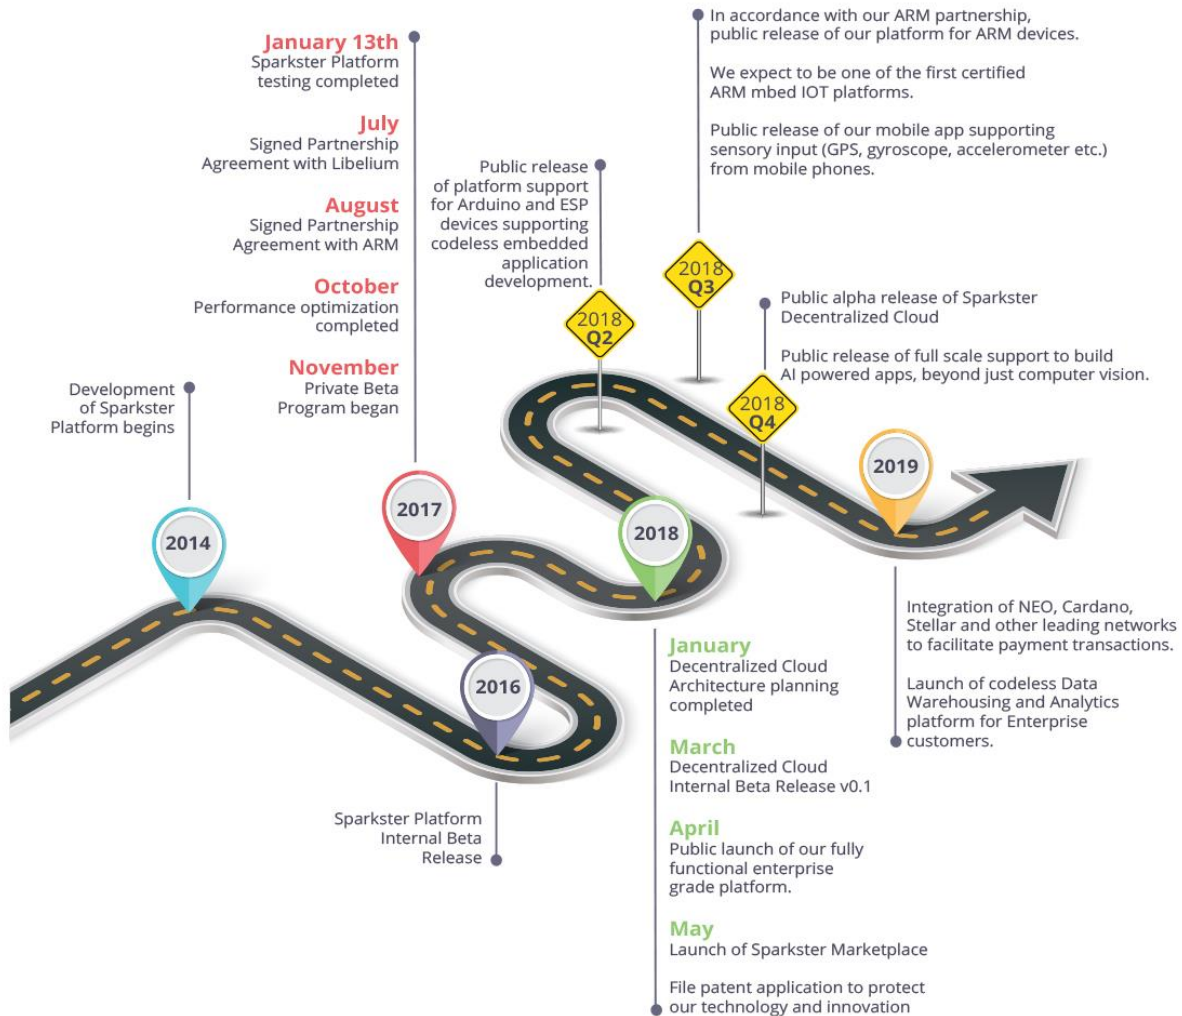 2014
Development
of Sparkster
Platform begins
2016
Sparkster Platform
Internal Beta
Release
2017
January 13th
Sparkster Platform
testing completed
July
Signed Partnership
Agreement with Libelium
August
Signed Partnership
Agreement with ARM
October
Performance optimization
completed
November
Private Beta
Program began
2018
January
Decentralized Cloud
Architecture planning
completed
March
Decentralized Cloud
Internal Beta Release v0.1
April
Public launch of our fully
functional enterprise
grade platform.
May
Launch of Sparkster Marketplace
File patent application to protect
our technology and innovation
2018
Q2
Public release
of platform support
for Arduino and ESP
devices supporting
codeless embedded
application
development.
2018
Q3
In accordance with our ARM partnership,
public release of our platform for ARM devices.
We expect to be one of the first certified
ARM mbed IOT platforms.
Public release of our mobile app supporting
sensory input (GPS, gyroscope, accelerometer etc.)
from mobile phones.
2018
Q4
Public alpha release of Sparkster
Decentralized Cloud
Public release of full scale support to build
AI powered apps, beyond just computer vision.
2019
Integration of NEO, Cardano,
Stellar and other leading networks
to facilitate payment transactions.
Launch of codeless Data
Warehousing and Analytics
platform for Enterprise
customers.